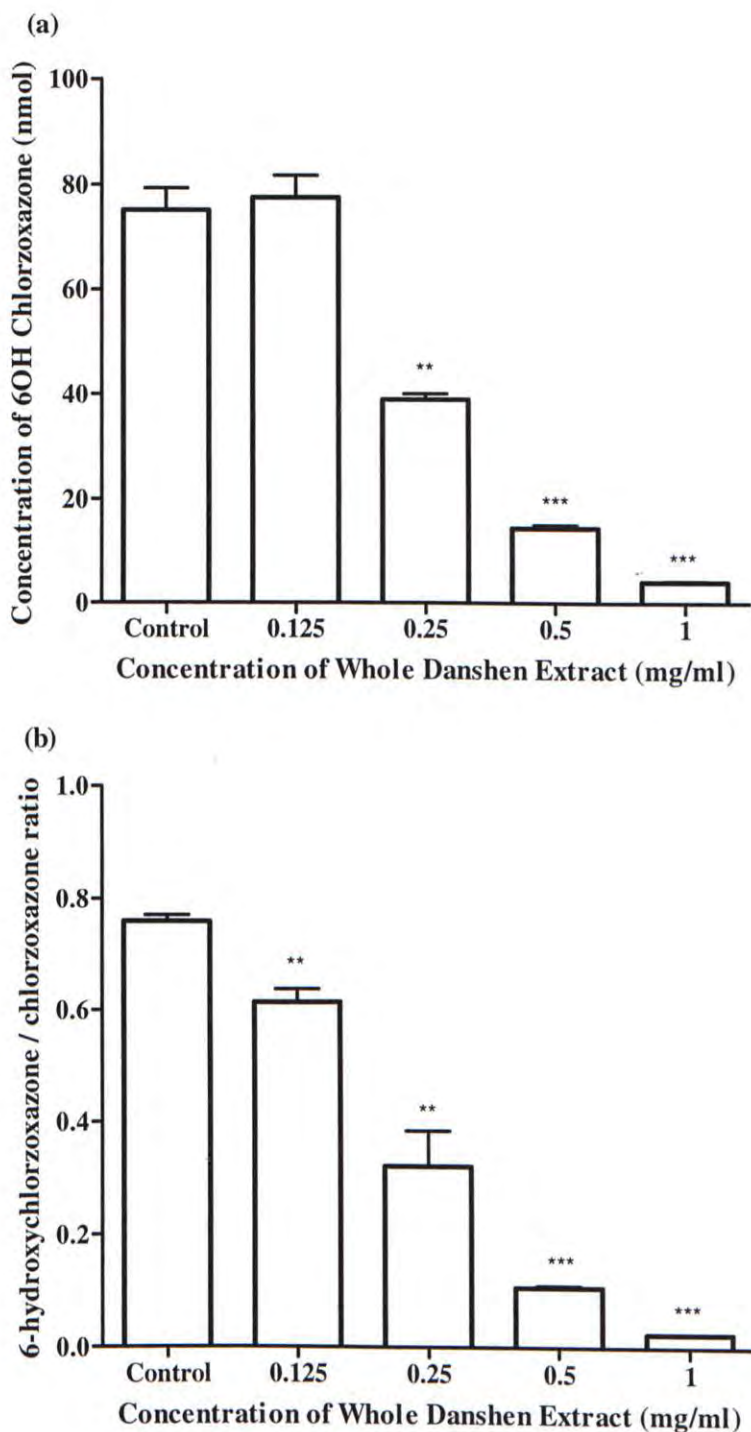 (a)
Concentration of 6OH Chlorzoxazone (nmol)
100
80
60
40
20
0
**
***
***
Control 0.125 0.25 0.5 1
Concentration of Whole Danshen Extract (mg/ml)
(b)
6-hydroxychlorzoxazone / chlorzoxazone ratio
1.0
0.8
0.6
0.4
0.2
0.0
**
**
***
***
Control 0.125 0.25 0.5 1
Concentration of Whole Danshen Extract (mg/ml)